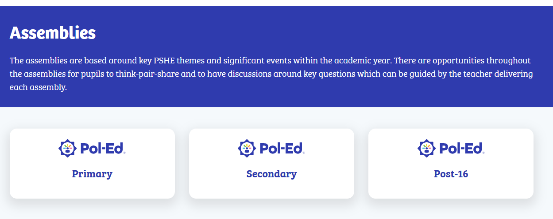 Assemblies
The assemblies are based around key PSHE themes and significant events within the academic year. There are opportunities throughout
the assemblies for pupils to think-pair-share and to have discussions around key questions which can be guided by the teacher delivering
each assembly.
Pol-Ed. Pol-Ed. Pol-Ed.
Primary Secondary Post-16